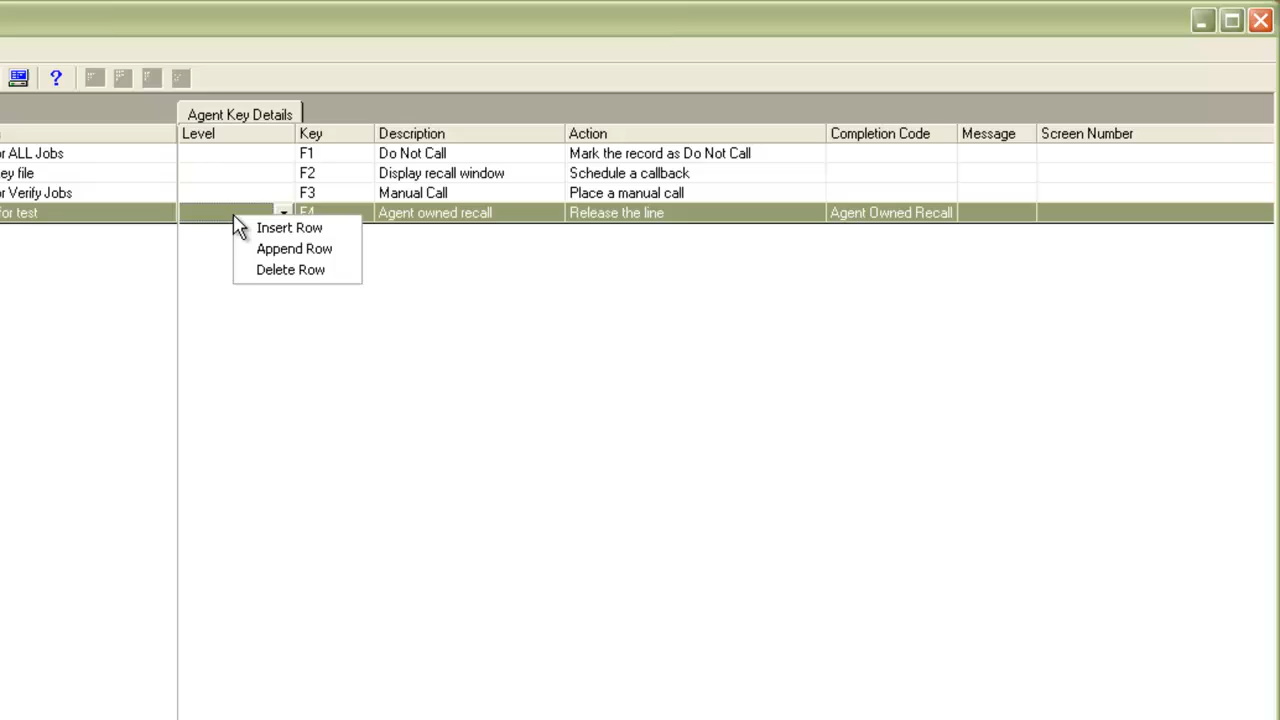 Agent Key Details
Level Key Description Action Completion Code Message Screen Number
or ALL Jobs F1 Do Not Call Mark the record as Do Not Call
ey file F2 Display recall window Schedule a callback
or Verify Jobs F3 Manual Call Place a manual call
for test F4 Agent owned recall Release the line Agent Owned Recall
Insert Row
Append Row
Delete Row